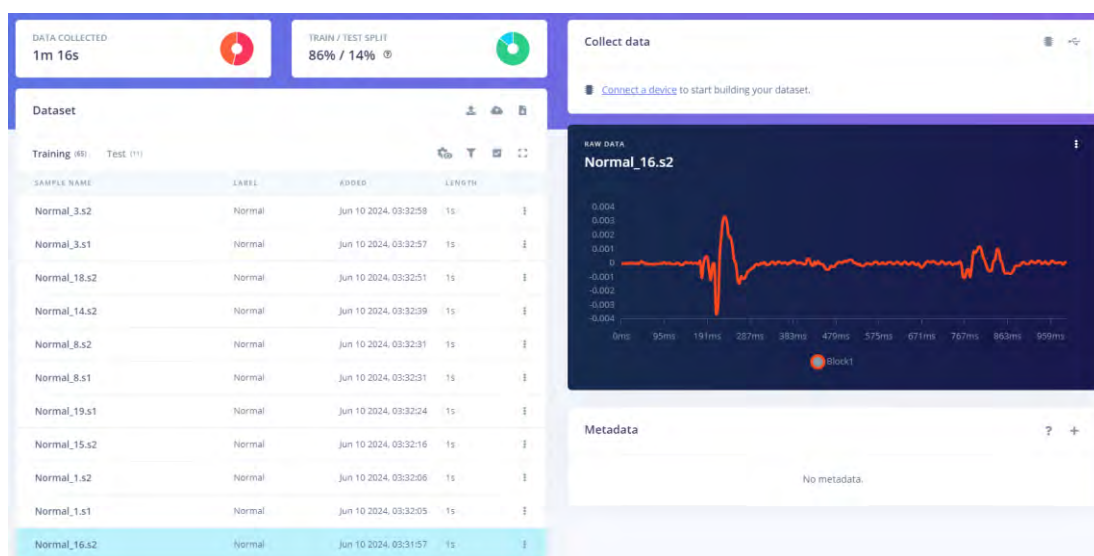 DATA COLLECTED
1m 16s
TRAIN / TEST SPLIT
86% / 14% ?
Collect data
Connect a device to start building your dataset.
Dataset
Training (65) Test (11)
SAMPLE NAME LABEL ADDED LENGTH
Normal_3.s2 Normal Jun 10 2024, 03:32:58 1s
Normal_3.s1 Normal Jun 10 2024, 03:32:57 1s
Normal_18.s2 Normal Jun 10 2024, 03:32:51 1s
Normal_14.s2 Normal Jun 10 2024, 03:32:39 1s
Normal_8.s2 Normal Jun 10 2024, 03:32:31 1s
Normal_8.s1 Normal Jun 10 2024, 03:32:31 1s
Normal_19.s1 Normal Jun 10 2024, 03:32:24 1s
Normal_15.s2 Normal Jun 10 2024, 03:32:16 1s
Normal_1.s2 Normal Jun 10 2024, 03:32:06 1s
Normal_1.s1 Normal Jun 10 2024, 03:32:05 1s
Normal_16.s2 Normal Jun 10 2024, 03:31:57 1s
RAW DATA
Normal_16.s2
0.004
0.003
0.002
0.001
0
-0.001
-0.002
-0.003
-0.004
0ms 95ms 191ms 287ms 383ms 479ms 575ms 671ms 767ms 863ms 959ms
Block1
Metadata
? +
No metadata.